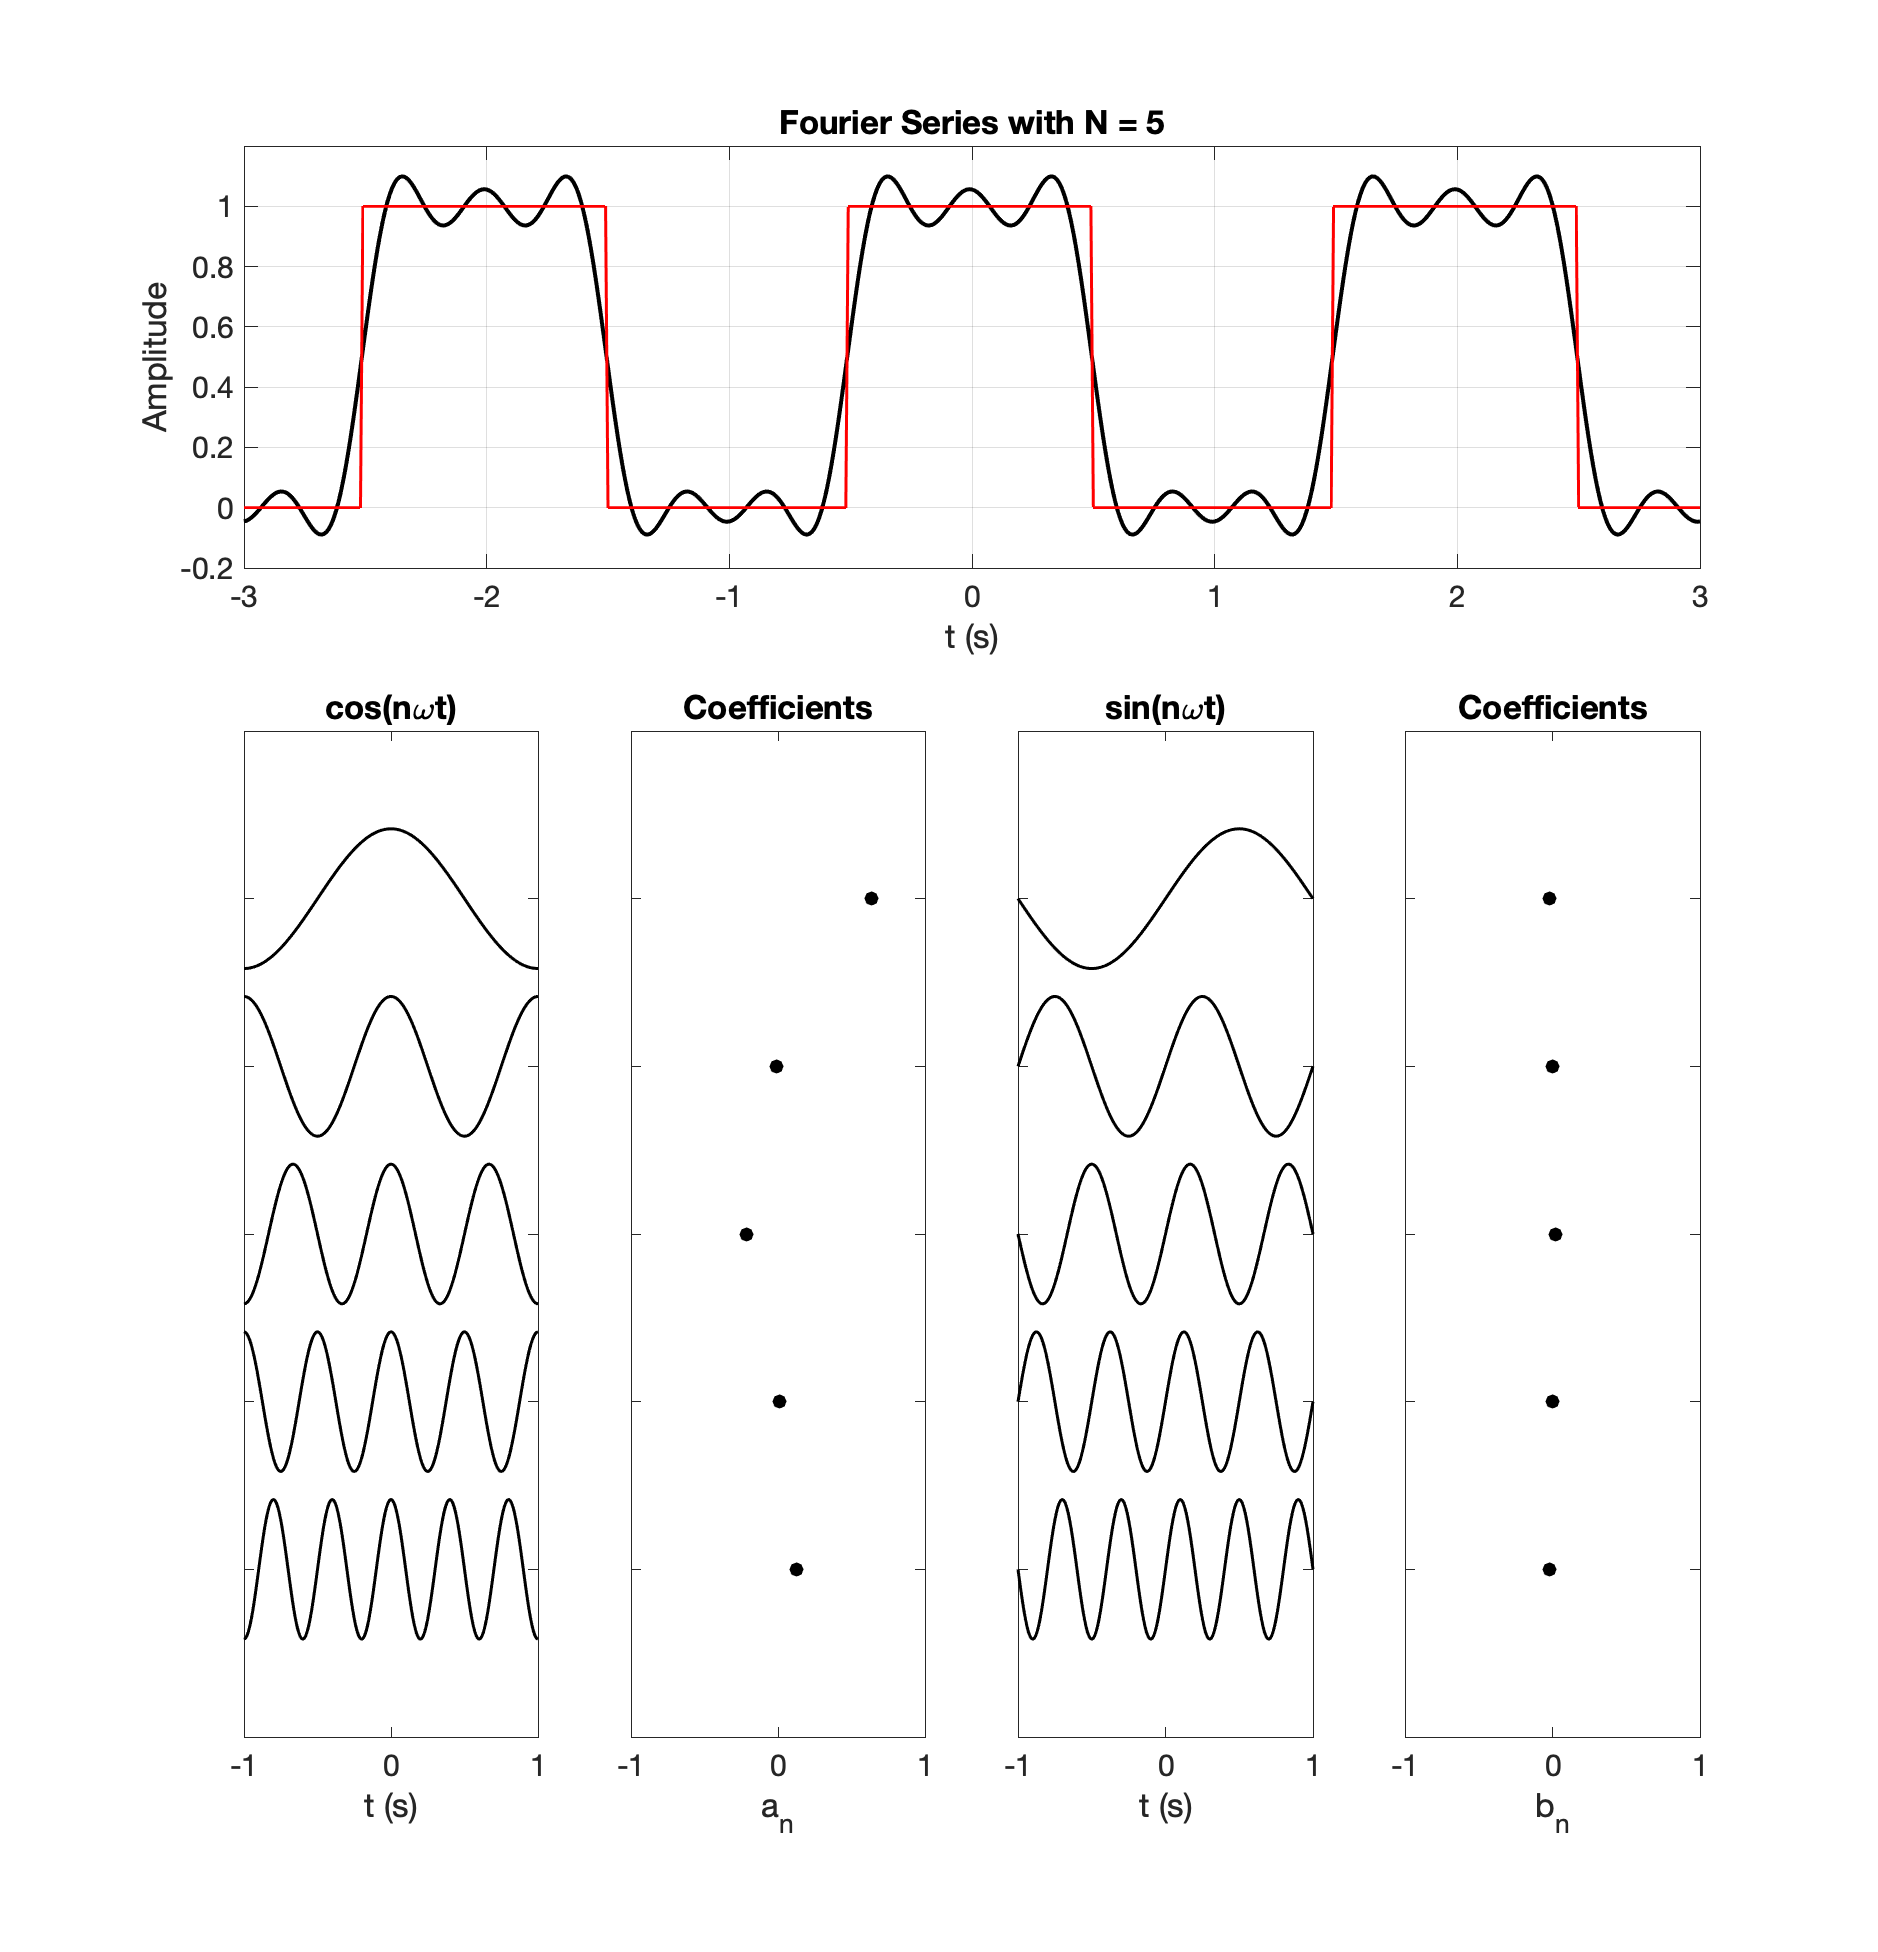 Fourier Series with N = 5
Amplitude
1
0.8
0.6
0.4
0.2
0
-0.2
-3 -2 -1 0 1 2 3
t (s)
cos(nωt) Coefficients sin(nωt) Coefficients
-1 0 1 -1 0 1 -1 0 1 -1 0 1
t (s) a_n t (s) b_n